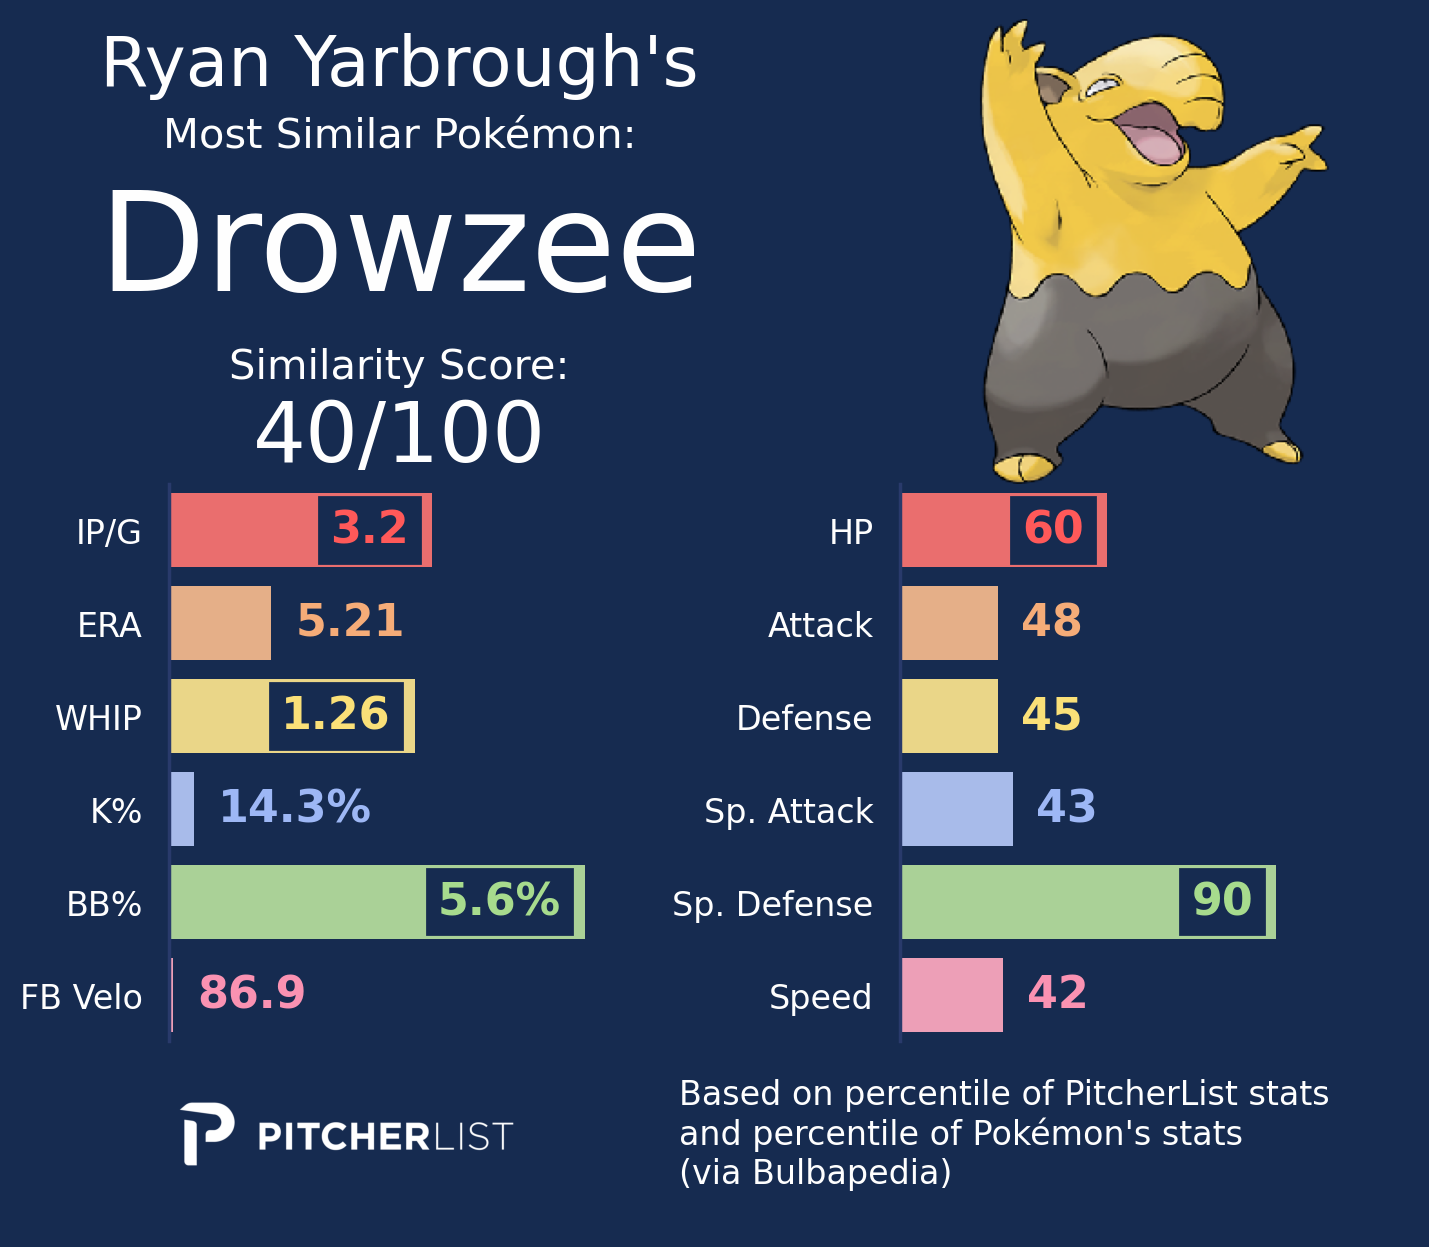 Ryan Yarbrough's
Most Similar Pokémon:
Drowzee
Similarity Score:
40/100
IP/G 3.2
ERA 5.21
WHIP 1.26
K% 14.3%
BB% 5.6%
FB Velo 86.9
HP 60
Attack 48
Defense 45
Sp. Attack 43
Sp. Defense 90
Speed 42
PITCHERLIST
Based on percentile of PitcherList stats
and percentile of Pokémon's stats
(via Bulbapedia)